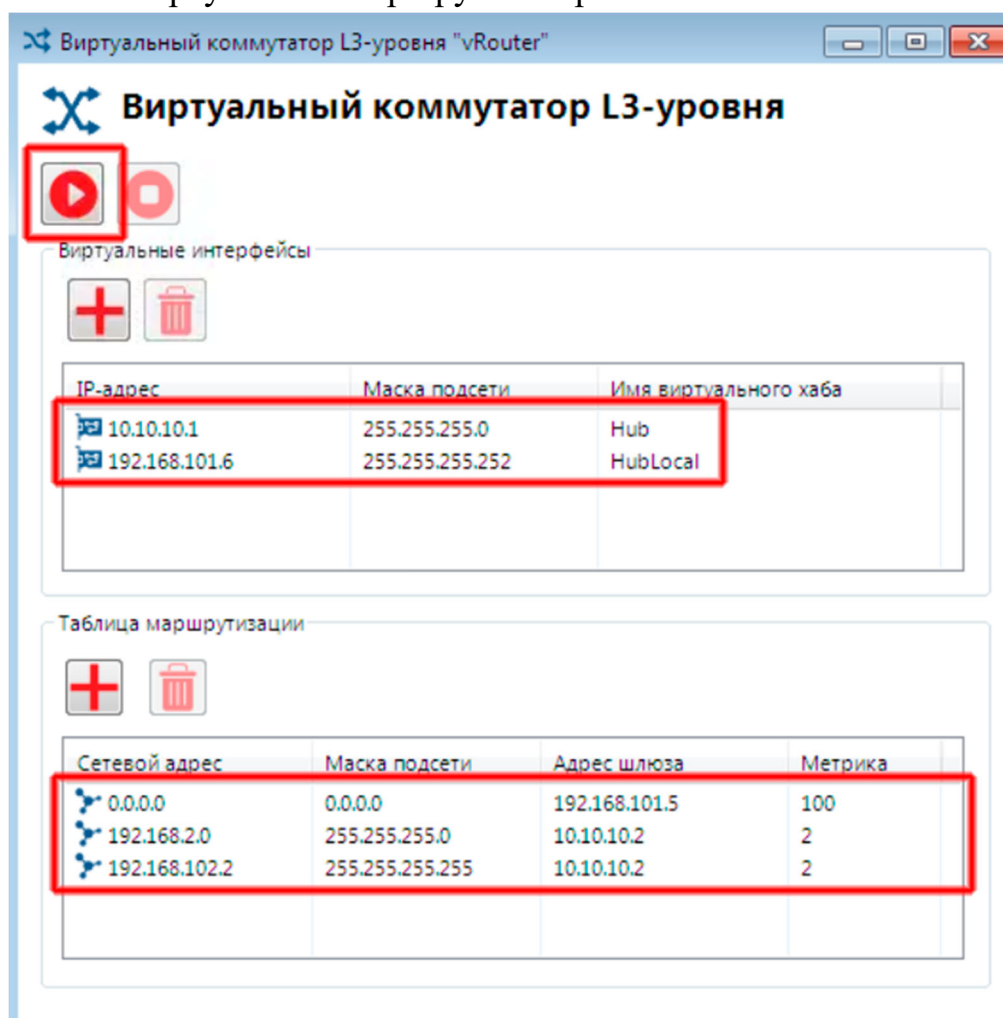 Виртуальный коммутатор L3-уровня "vRouter"
Виртуальный коммутатор L3-уровня
Виртуальные интерфейсы
IP-адрес Маска подсети Имя виртуального хаба
10.10.10.1 255.255.255.0 Hub
192.168.101.6 255.255.255.252 HubLocal
Таблица маршрутизации
Сетевой адрес Маска подсети Адрес шлюза Метрика
0.0.0.0 0.0.0.0 192.168.101.5 100
192.168.2.0 255.255.255.0 10.10.10.2 2
192.168.102.2 255.255.255.255 10.10.10.2 2